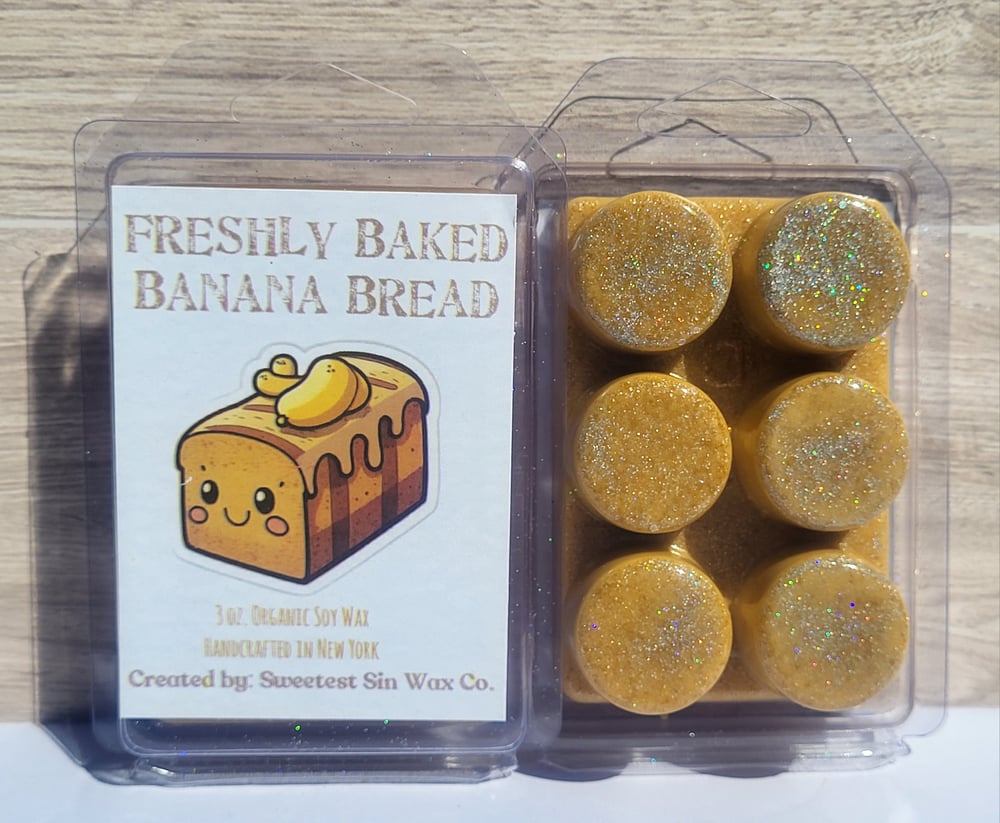 FRESHLY BAKED
BANANA BREAD
3 OZ. ORGANIC SOY WAX
HANDCRAFTED IN NEW YORK
Created by: Sweetest Sin Wax Co.